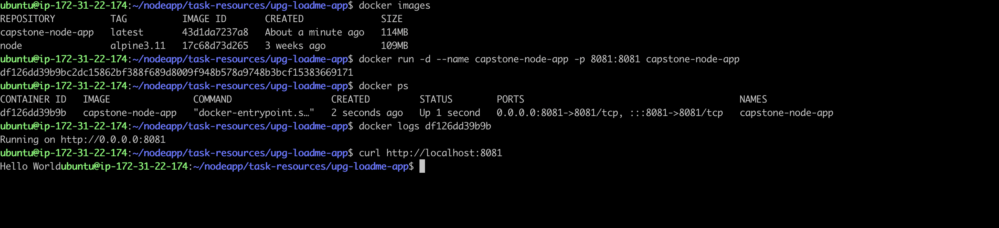 ubuntu@ip-172-31-22-174:~/nodeapp/task-resources/upg-loadme-app$ docker images
REPOSITORY          TAG          IMAGE ID       CREATED              SIZE
capstone-node-app   latest       43d1da7237a8   About a minute ago   114MB
node                alpine3.11   17c68d73d265   3 weeks ago          109MB
ubuntu@ip-172-31-22-174:~/nodeapp/task-resources/upg-loadme-app$ docker run -d --name capstone-node-app -p 8081:8081 capstone-node-app
df126dd39b9bc2dc15862bf388f689d8009f948b578a9748b3bcf15383669171
ubuntu@ip-172-31-22-174:~/nodeapp/task-resources/upg-loadme-app$ docker ps
CONTAINER ID   IMAGE               COMMAND                  CREATED         STATUS        PORTS                                       NAMES
df126dd39b9b   capstone-node-app   "docker-entrypoint.s…"   2 seconds ago   Up 1 second   0.0.0.0:8081->8081/tcp, :::8081->8081/tcp   capstone-node-app
ubuntu@ip-172-31-22-174:~/nodeapp/task-resources/upg-loadme-app$ docker logs df126dd39b9b
Running on http://0.0.0.0:8081
ubuntu@ip-172-31-22-174:~/nodeapp/task-resources/upg-loadme-app$ curl http://localhost:8081
Hello Worldubuntu@ip-172-31-22-174:~/nodeapp/task-resources/upg-loadme-app$